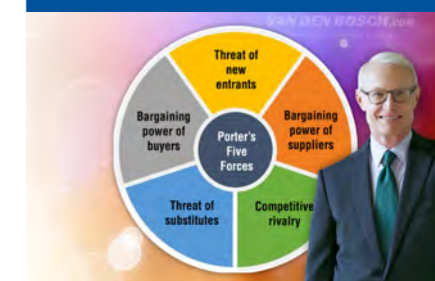 VAN DEN BOSCH.com
Threat of
new
entrants
Bargaining
power of
buyers
Porter's
Five
Forces
Bargaining
power of
suppliers
Threat of
substitutes
Competitive
rivalry